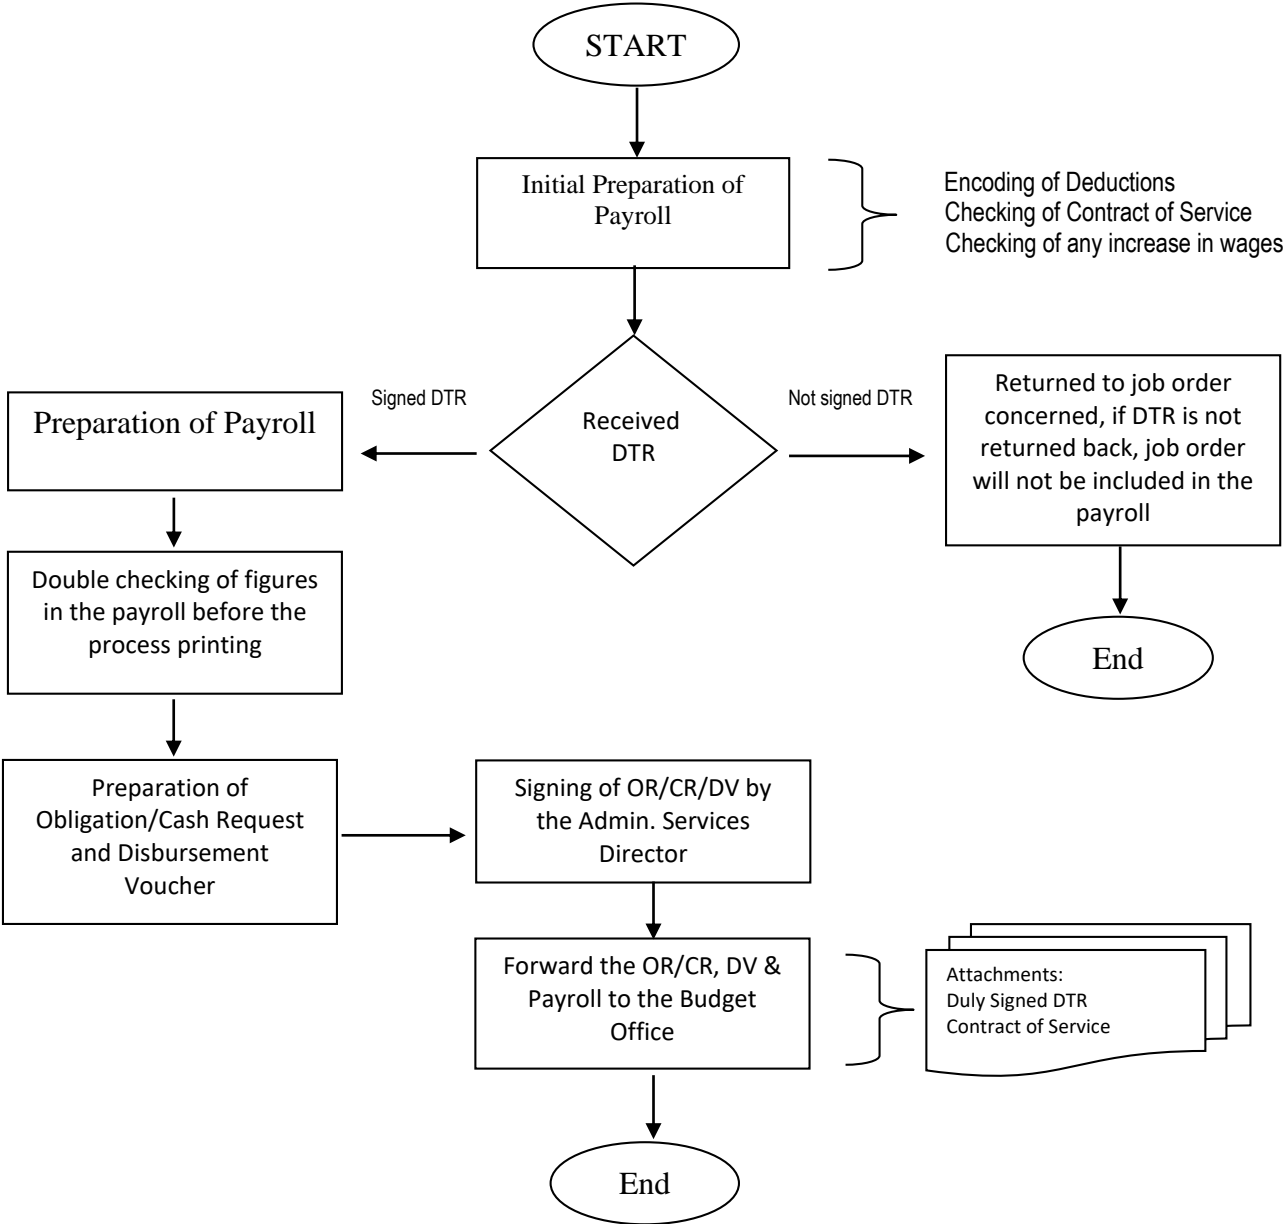 START
Initial Preparation of
Payroll
Encoding of Deductions
Checking of Contract of Service
Checking of any increase in wages
Signed DTR
Received
DTR
Not signed DTR
Preparation of Payroll
Returned to job order
concerned, if DTR is not
returned back, job order
will not be included in the
payroll
Double checking of figures
in the payroll before the
process printing
End
Preparation of
Obligation/Cash Request
and Disbursement
Voucher
Signing of OR/CR/DV by
the Admin. Services
Director
Forward the OR/CR, DV &
Payroll to the Budget
Office
Attachments:
Duly Signed DTR
Contract of Service
End